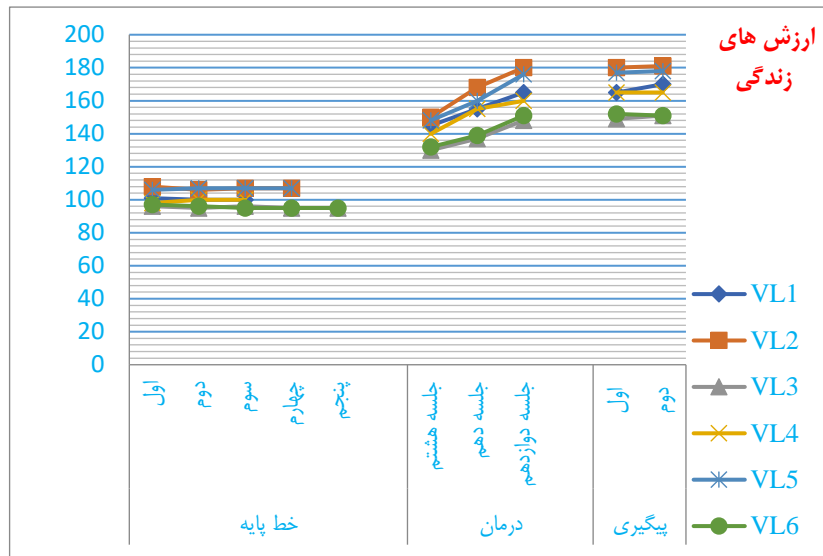 ارزش های
زندگی
200
180
160
140
120
100
80
60
40
20
0
اول
دوم
سوم
چهارم
پنجم
جلسه هشتم
جلسه دهم
جلسه دوازدهم
اول
دوم
خط پایه
درمان
پیگیری
VL1
VL2
VL3
VL4
VL5
VL6